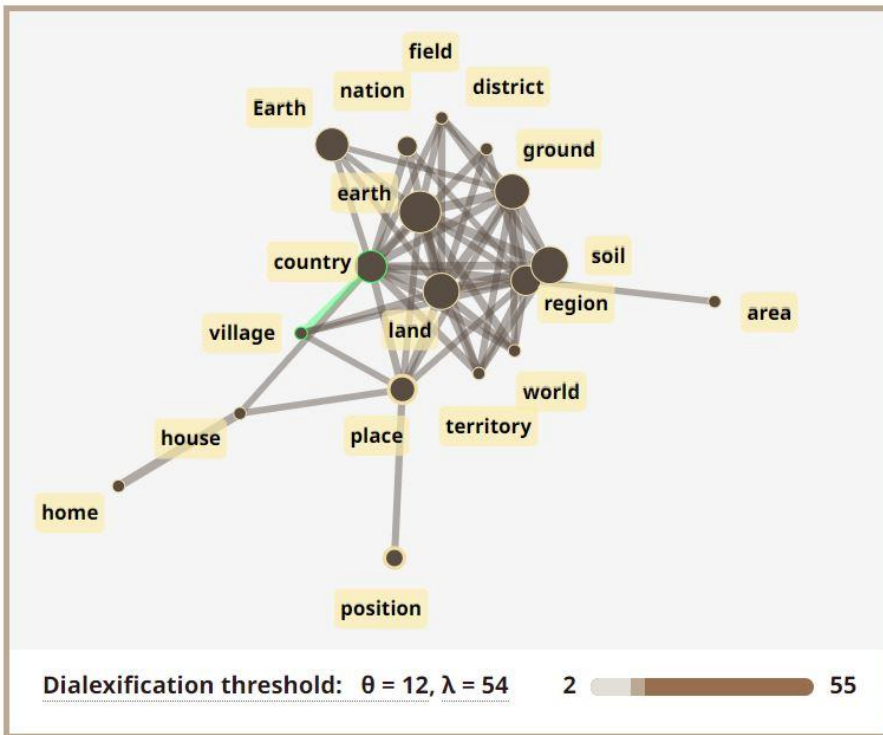 field
nation
district
Earth
ground
earth
country
soil
region
area
village
land
world
territory
place
house
home
position
Dialexification threshold: θ = 12, λ = 54 2 55